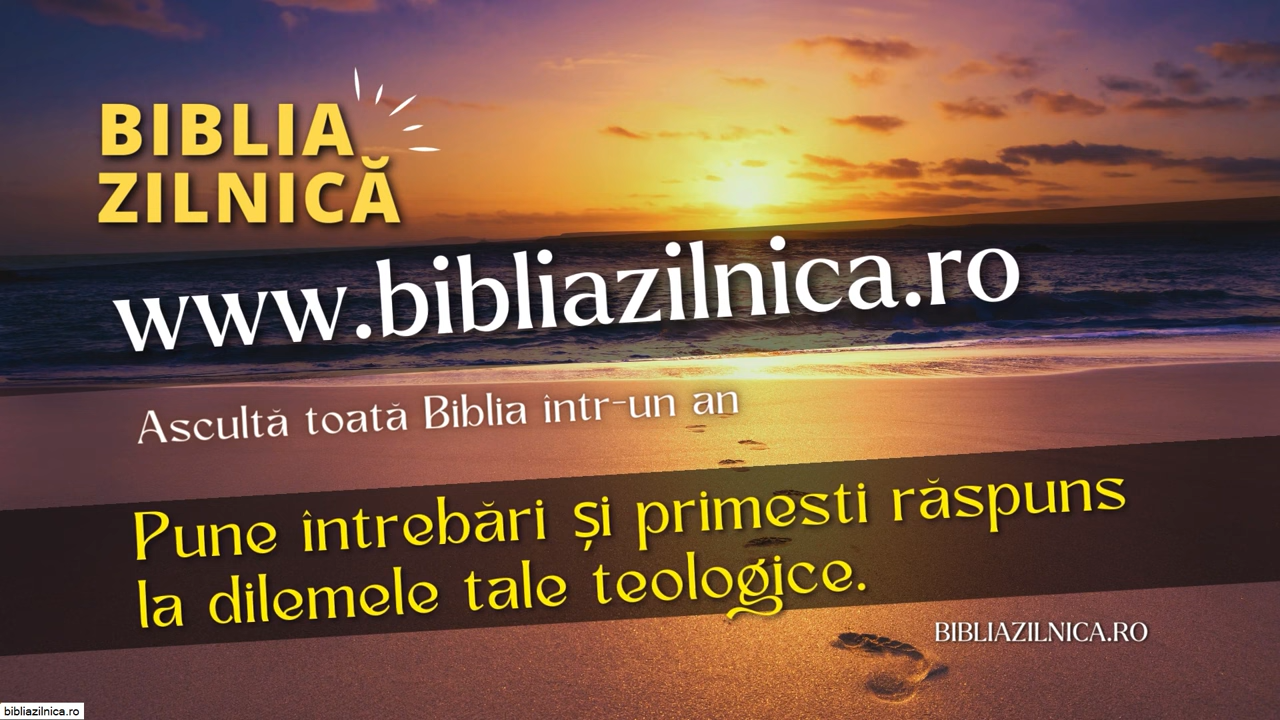 BIBLIA
ZILNICĂ
www.bibliazilnica.ro
Ascultă toată Biblia într-un an
Pune întrebări și primesti răspuns
la dilemele tale teologice.
BIBLIAZILNICA.RO
bibliazilnica.ro